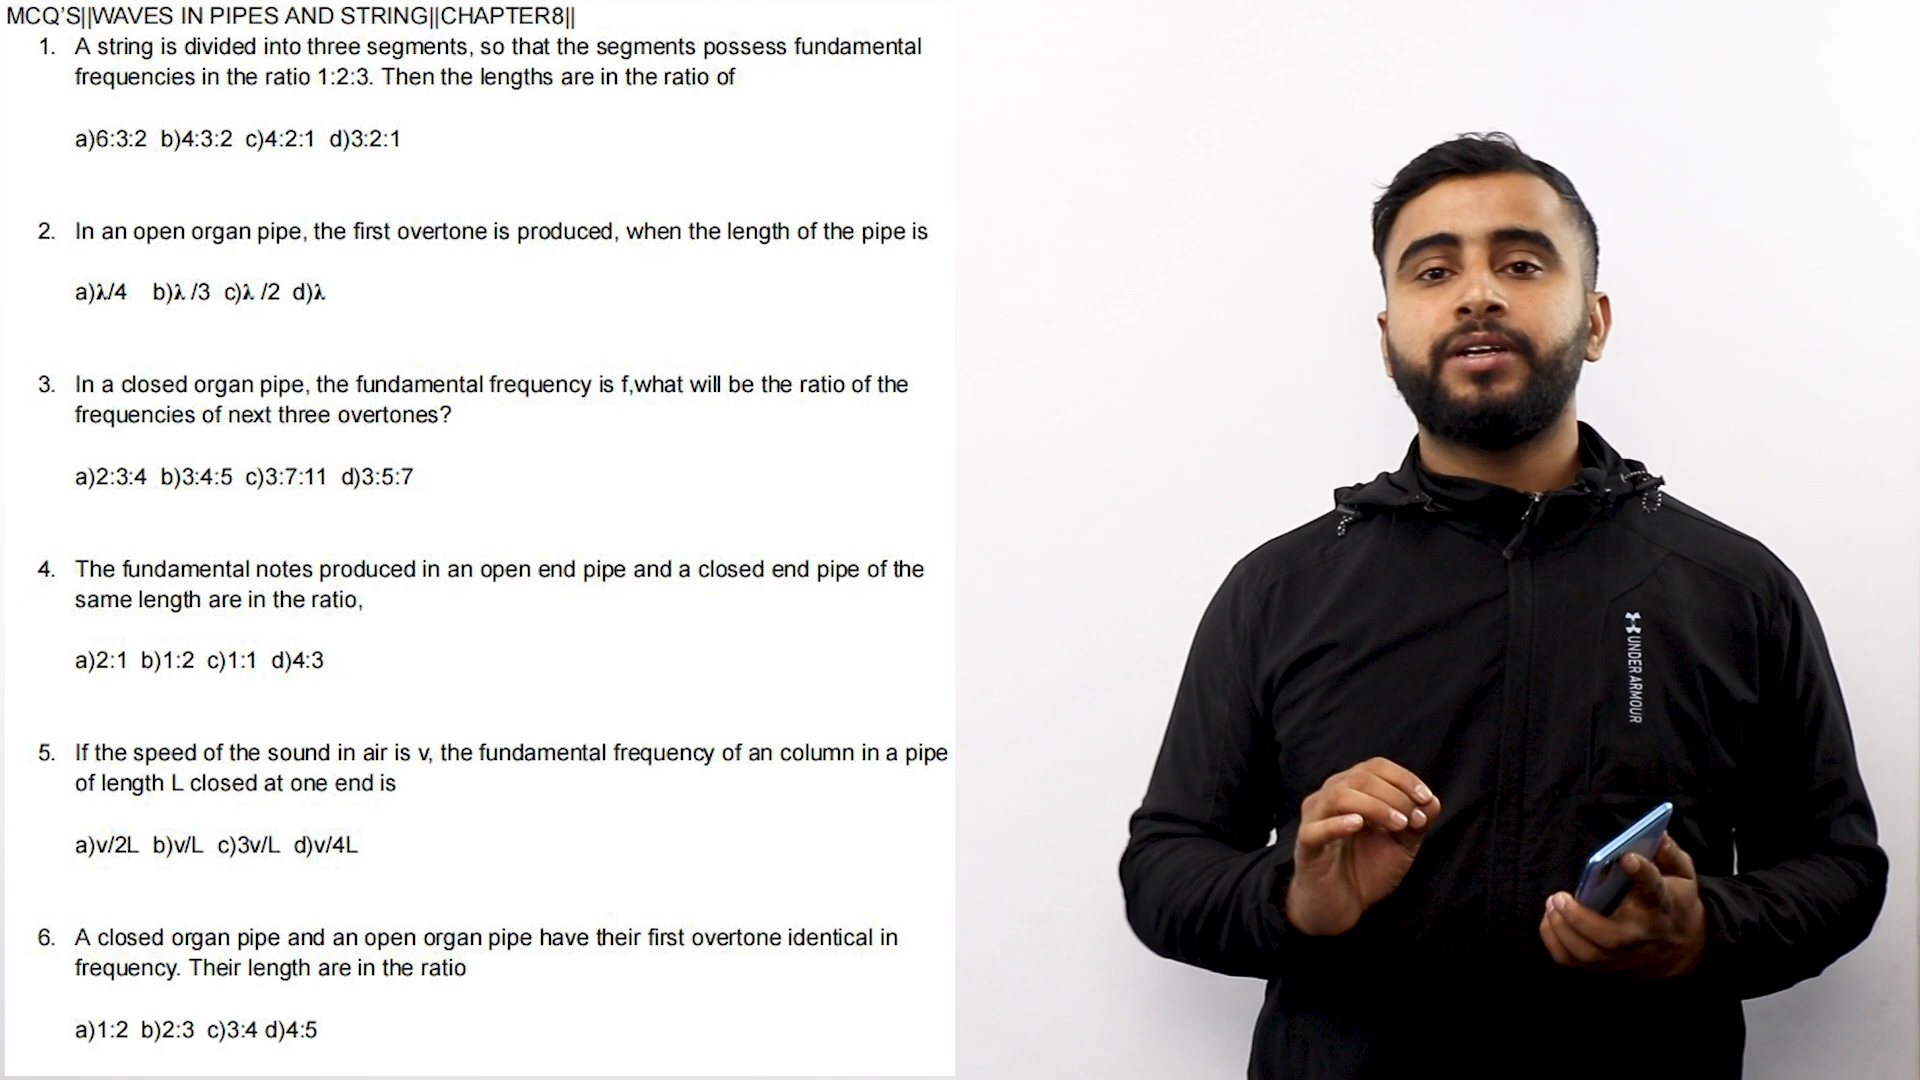 MCQ'S||WAVES IN PIPES AND STRING||CHAPTER8||
1. A string is divided into three segments, so that the segments possess fundamental
frequencies in the ratio 1:2:3. Then the lengths are in the ratio of
a)6:3:2 b)4:3:2 c)4:2:1 d)3:2:1
2. In an open organ pipe, the first overtone is produced, when the length of the pipe is
a)λ/4 b)λ /3 c)λ /2 d)λ
3. In a closed organ pipe, the fundamental frequency is f,what will be the ratio of the
frequencies of next three overtones?
a)2:3:4 b)3:4:5 c)3:7:11 d)3:5:7
4. The fundamental notes produced in an open end pipe and a closed end pipe of the
same length are in the ratio,
a)2:1 b)1:2 c)1:1 d)4:3
5. If the speed of the sound in air is v, the fundamental frequency of an column in a pipe
of length L closed at one end is
a)v/2L b)v/L c)3v/L d)v/4L
6. A closed organ pipe and an open organ pipe have their first overtone identical in
frequency. Their length are in the ratio
a)1:2 b)2:3 c)3:4 d)4:5
UNDER ARMOUR